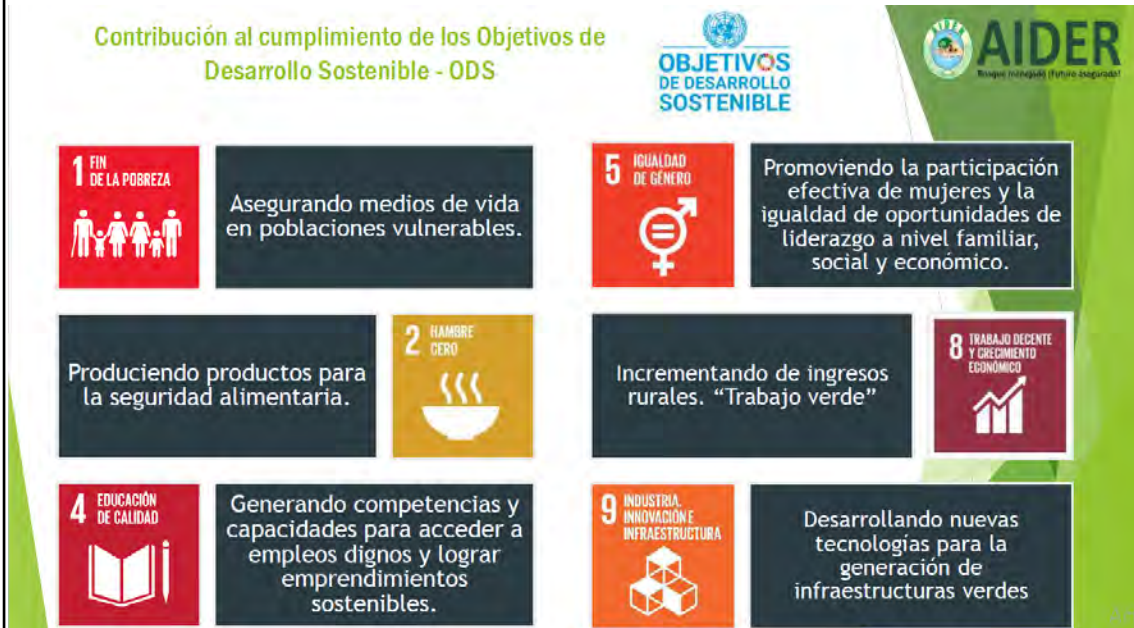 Contribución al cumplimiento de los Objetivos de
Desarrollo Sostenible - ODS
OBJETIVOS
DE DESARROLLO
SOSTENIBLE
AIDER
Bosque manejado ¡Futuro asegurado!
1 FIN
DE LA POBREZA
Asegurando medios de vida
en poblaciones vulnerables.
5 IGUALDAD
DE GÉNERO
Promoviendo la participación
efectiva de mujeres y la
igualdad de oportunidades de
liderazgo a nivel familiar,
social y económico.
Produciendo productos para
la seguridad alimentaria.
2 HAMBRE
CERO
Incrementando de ingresos
rurales. “Trabajo verde”
8 TRABAJO DECENTE
Y CRECIMIENTO
ECONÓMICO
4 EDUCACIÓN
DE CALIDAD
Generando competencias y
capacidades para acceder a
empleos dignos y lograr
emprendimientos
sostenibles.
9 INDUSTRIA,
INNOVACIÓN E
INFRAESTRUCTURA
Desarrollando nuevas
tecnologías para la
generación de
infraestructuras verdes